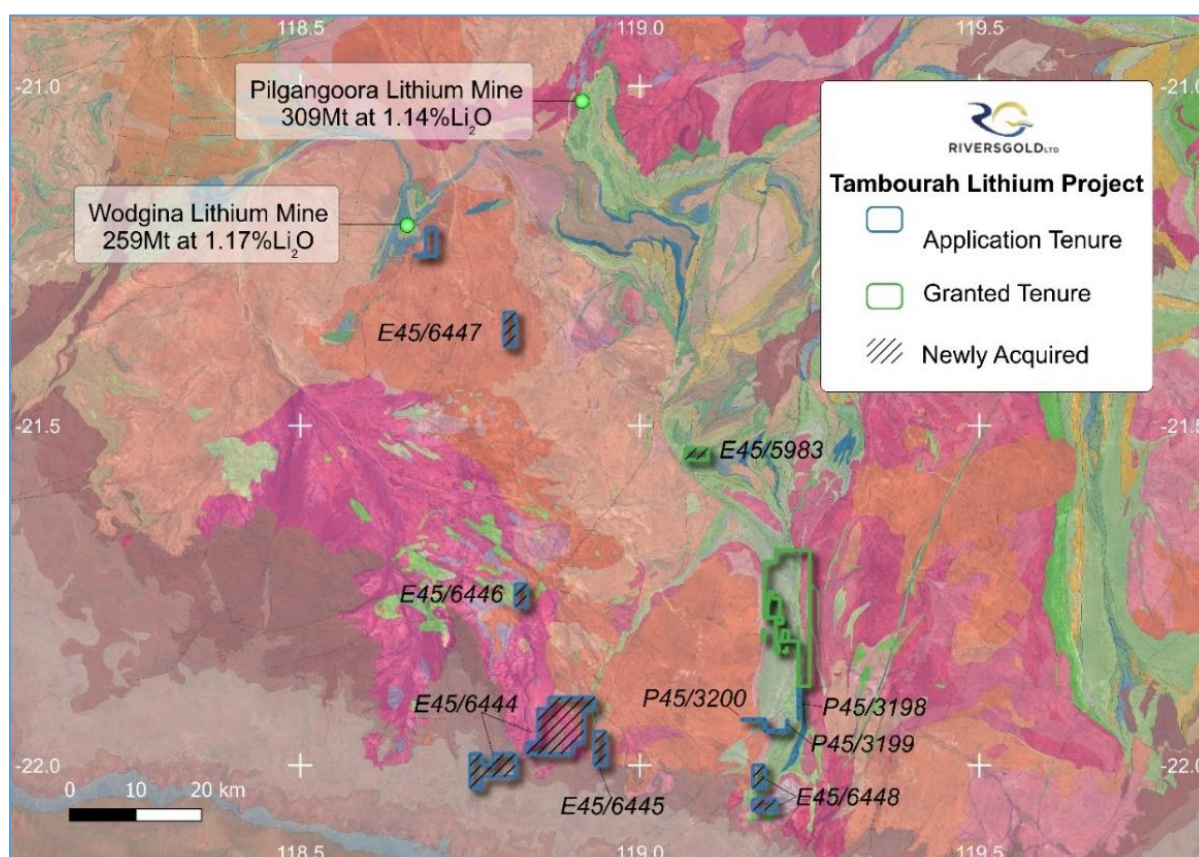 118.5
119.0
119.5
-21.0
-21.0
Pilgangoora Lithium Mine
309Mt at 1.14%Li₂O
RIVERSGOLD LTD
Tambourah Lithium Project
Application Tenure
Granted Tenure
Newly Acquired
Wodgina Lithium Mine
259Mt at 1.17%Li₂O
E45/6447
-21.5
-21.5
E45/5983
E45/6446
E45/6444
P45/3200
P45/3198
P45/3199
-22.0
-22.0
E45/6445
E45/6448
0 10 20 km
118.5
119.0
119.5